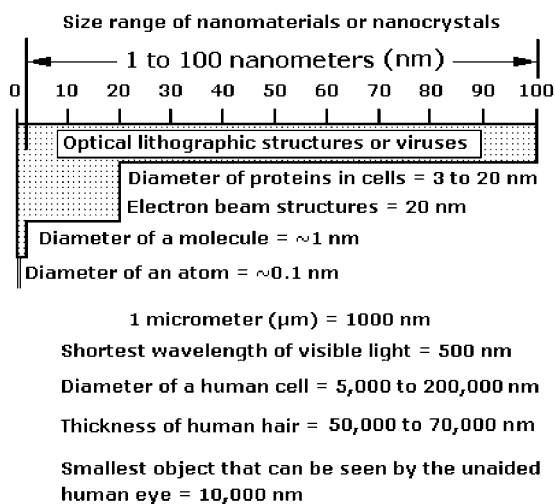 Size range of nanomaterials or nanocrystals
1 to 100 nanometers (nm)
0 10 20 30 40 50 60 70 80 90 100
Optical lithographic structures or viruses
Diameter of proteins in cells = 3 to 20 nm
Electron beam structures = 20 nm
Diameter of a molecule = ~1 nm
Diameter of an atom = ~0.1 nm
1 micrometer (µm) = 1000 nm
Shortest wavelength of visible light = 500 nm
Diameter of a human cell = 5,000 to 200,000 nm
Thickness of human hair = 50,000 to 70,000 nm
Smallest object that can be seen by the unaided
human eye = 10,000 nm